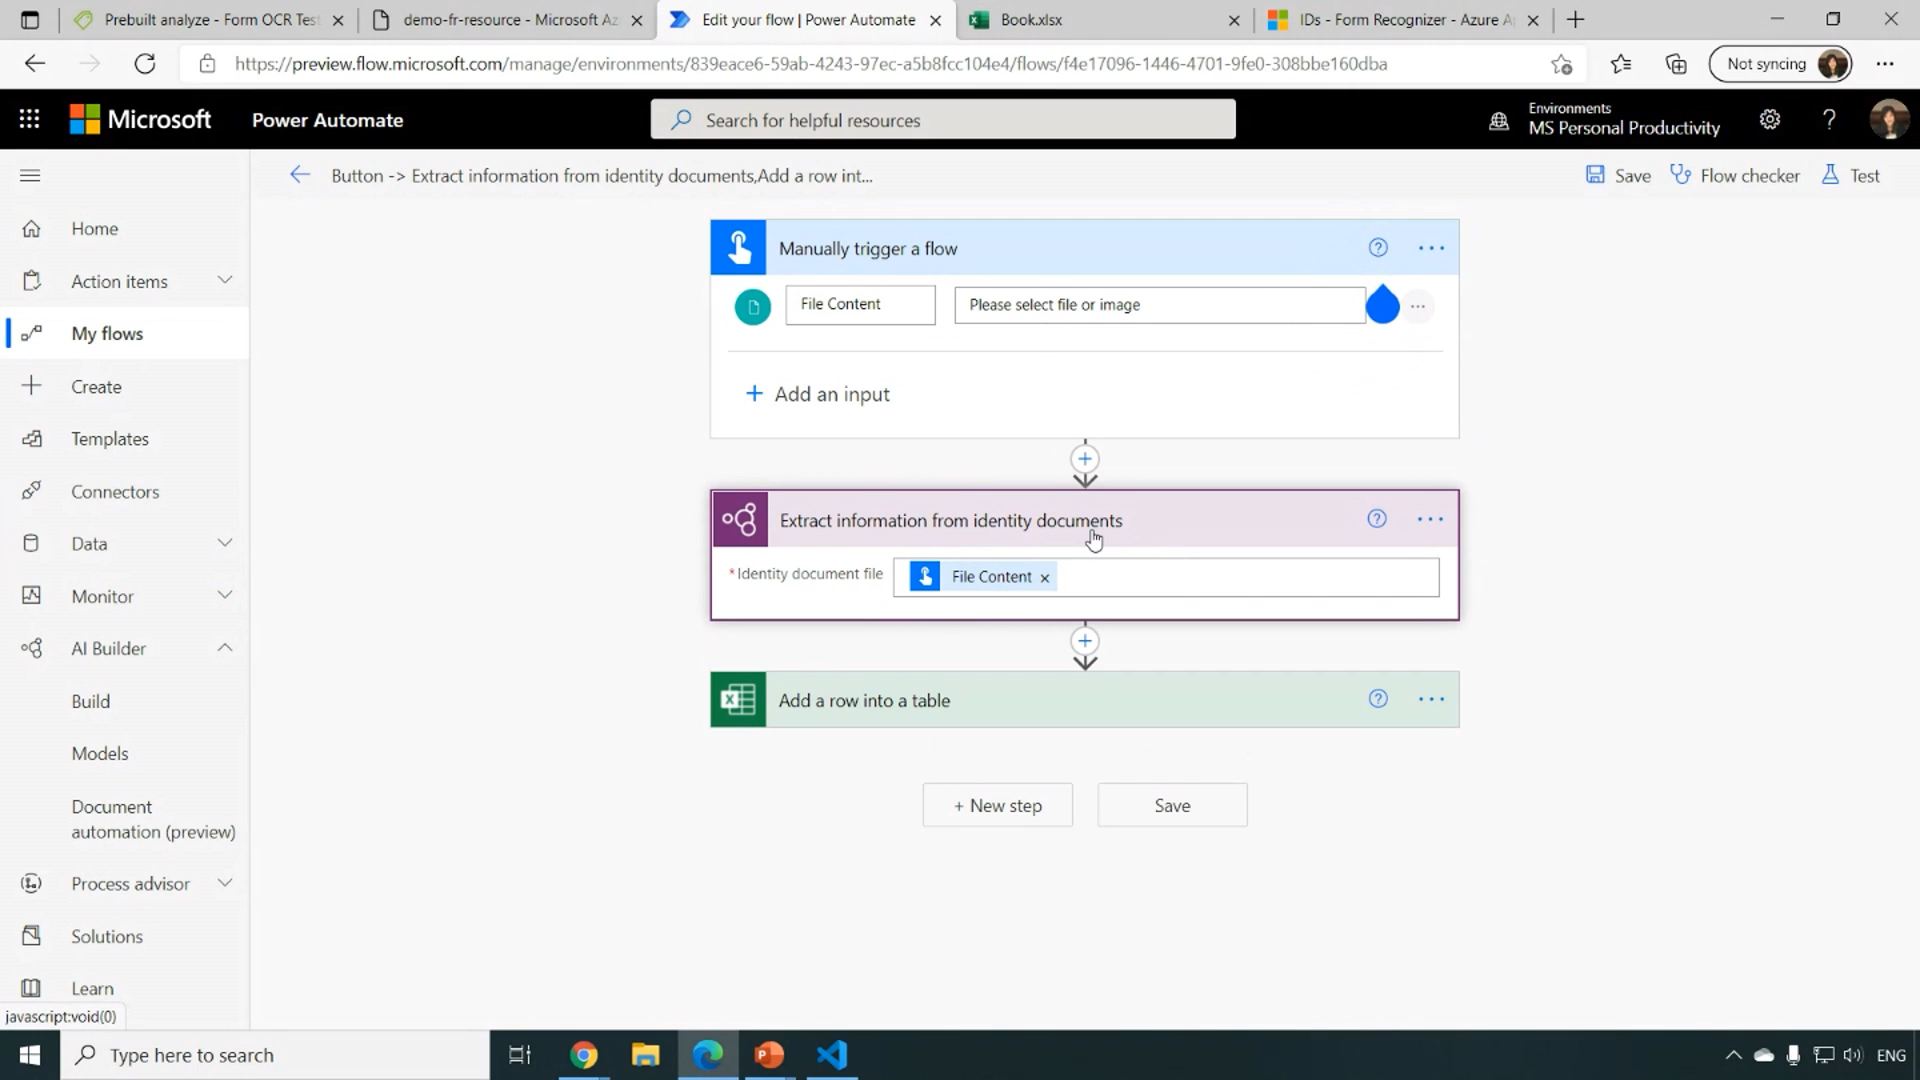 Prebuilt analyze - Form OCR Test
demo-fr-resource - Microsoft Az
Edit your flow | Power Automate
Book.xlsx
IDs - Form Recognizer - Azure A
https://preview.flow.microsoft.com/manage/environments/839eace6-59ab-4243-97ec-a5b8fcc104e4/flows/f4e17096-1446-4701-9fe0-308bbe160dba
Not syncing
Microsoft
Power Automate
Search for helpful resources
Environments
MS Personal Productivity
Button -> Extract information from identity documents,Add a row int...
Save
Flow checker
Test
Home
Action items
My flows
Create
Templates
Connectors
Data
Monitor
AI Builder
Build
Models
Document
automation (preview)
Process advisor
Solutions
Learn
Manually trigger a flow
File Content
Please select file or image
Add an input
Extract information from identity documents
*Identity document file
File Content
Add a row into a table
+ New step
Save
javascript:void(0)
Type here to search
ENG